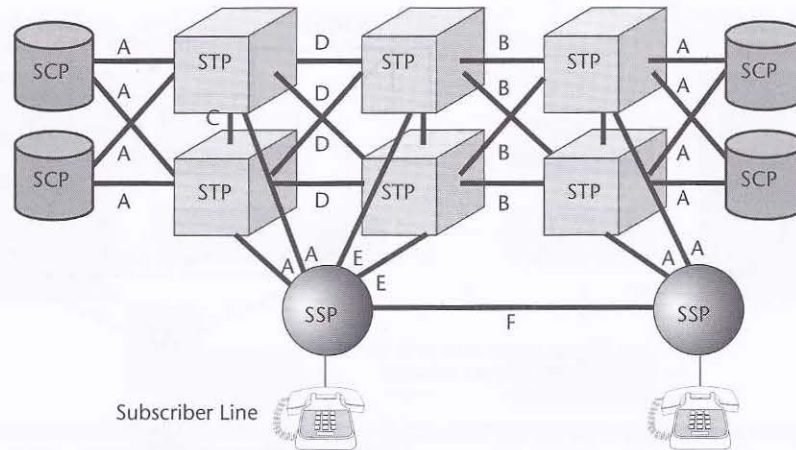 A D B A
SCP STP STP STP SCP
A D B A
C
A D B A
SCP STP STP STP SCP
A D B A
A A E E A A
SSP F SSP
Subscriber Line